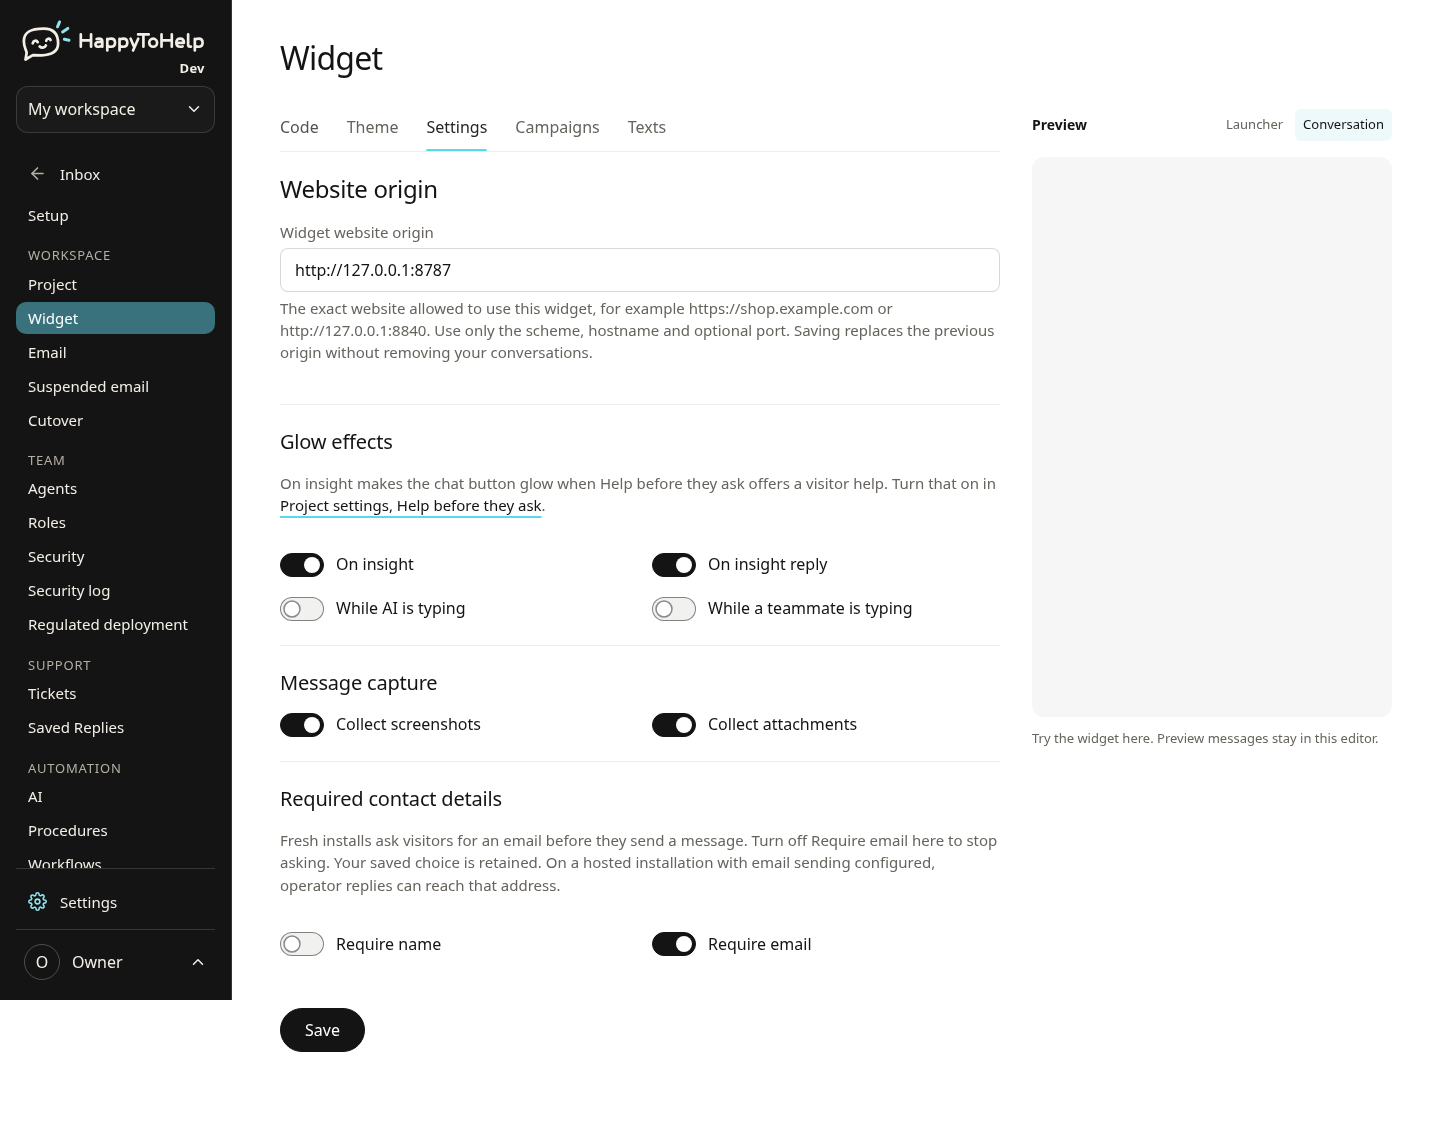 HappyToHelp
Dev
My workspace
Inbox
Setup
WORKSPACE
Project
Widget
Email
Suspended email
Cutover
TEAM
Agents
Roles
Security
Security log
Regulated deployment
SUPPORT
Tickets
Saved Replies
AUTOMATION
AI
Procedures
Workflows
Settings
O Owner
Widget
Code Theme Settings Campaigns Texts
Website origin
Widget website origin
http://127.0.0.1:8787
The exact website allowed to use this widget, for example https://shop.example.com or
http://127.0.0.1:8840. Use only the scheme, hostname and optional port. Saving replaces the previous
origin without removing your conversations.
Glow effects
On insight makes the chat button glow when Help before they ask offers a visitor help. Turn that on in
Project settings, Help before they ask.
On insight On insight reply
While AI is typing While a teammate is typing
Message capture
Collect screenshots Collect attachments
Required contact details
Fresh installs ask visitors for an email before they send a message. Turn off Require email here to stop
asking. Your saved choice is retained. On a hosted installation with email sending configured,
operator replies can reach that address.
Require name Require email
Save
Preview Launcher Conversation
Try the widget here. Preview messages stay in this editor.